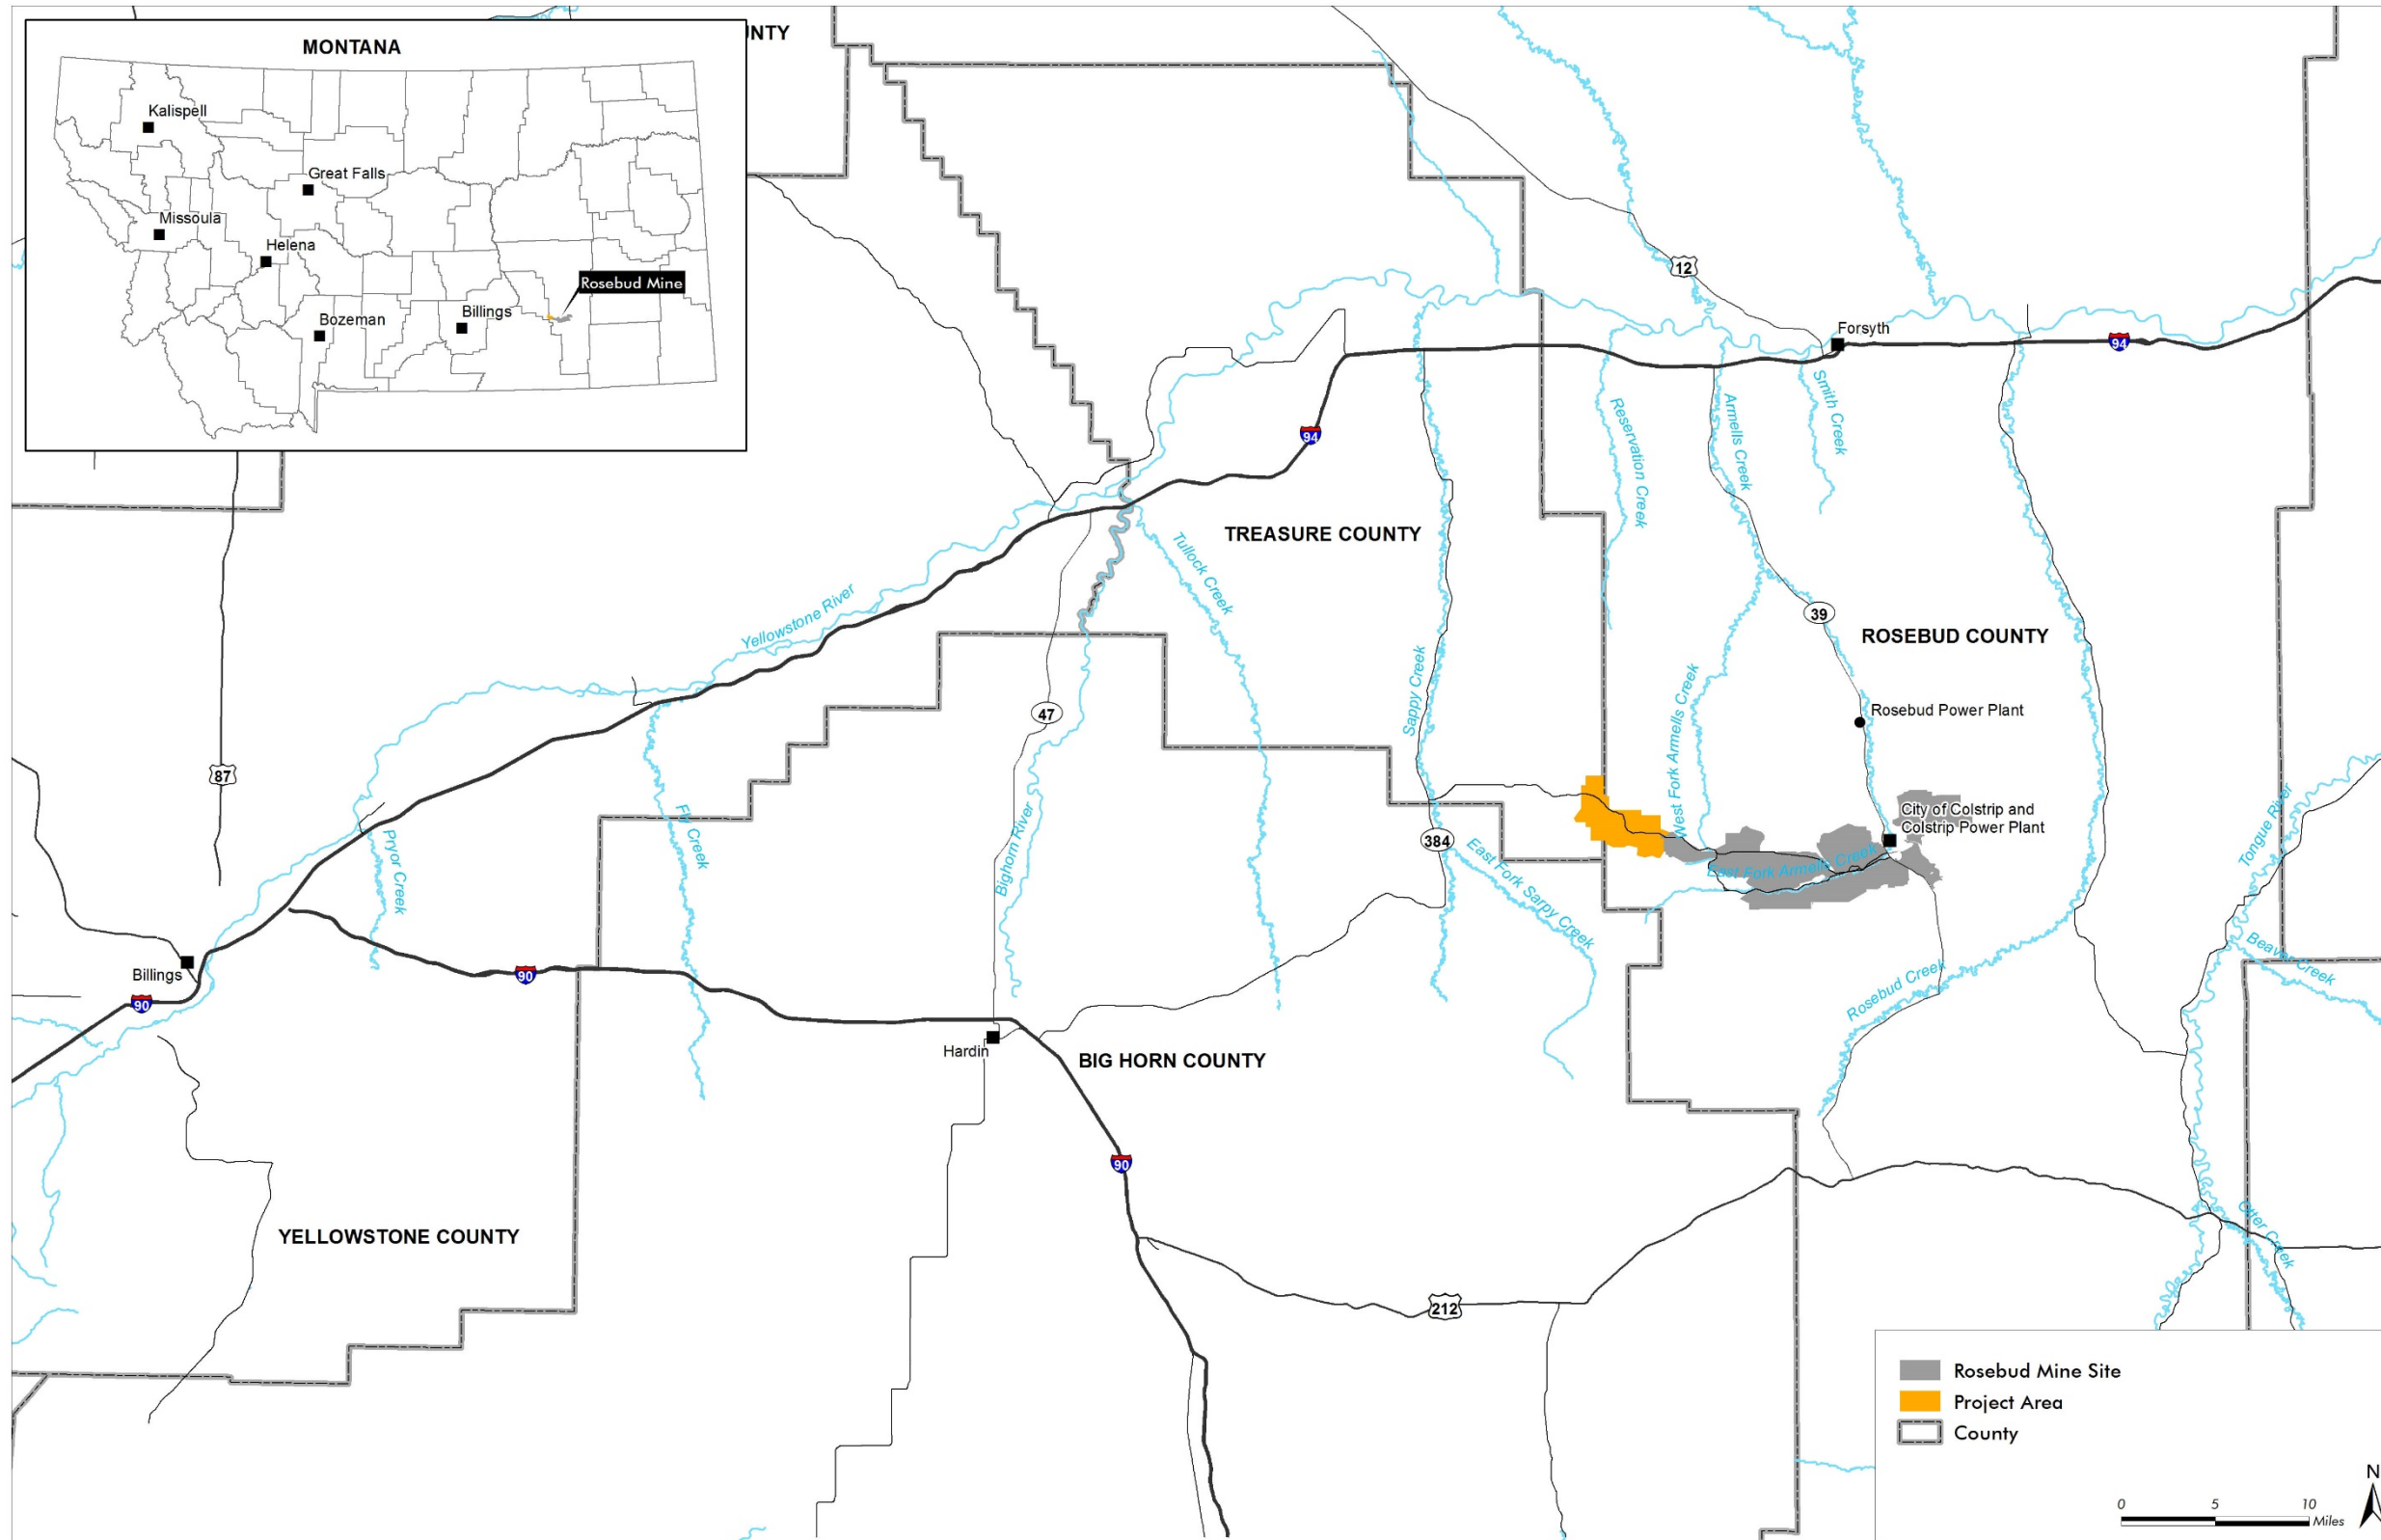 MONTANA
Kalispell
Great Falls
Missoula
Helena
Rosebud Mine
Billings
Bozeman
NTY
12
Forsyth
94
Smith Creek
Armells Creek
Reservation Creek
94
TREASURE COUNTY
Tullock Creek
Yellowstone River
39
ROSEBUD COUNTY
Sappy Creek
West Fork Armells Creek
47
Rosebud Power Plant
87
City of Colstrip and
Colstrip Power Plant
Tongue River
Pryor Creek
Fly Creek
Bighorn River
384
East Fork Armells Creek
East Fork Sarpy Creek
Beaver Creek
Billings
90
90
Rosebud Creek
Hardin
BIG HORN COUNTY
90
YELLOWSTONE COUNTY
Otter Creek
212
Rosebud Mine Site
Project Area
County
N
0 5 10
Miles